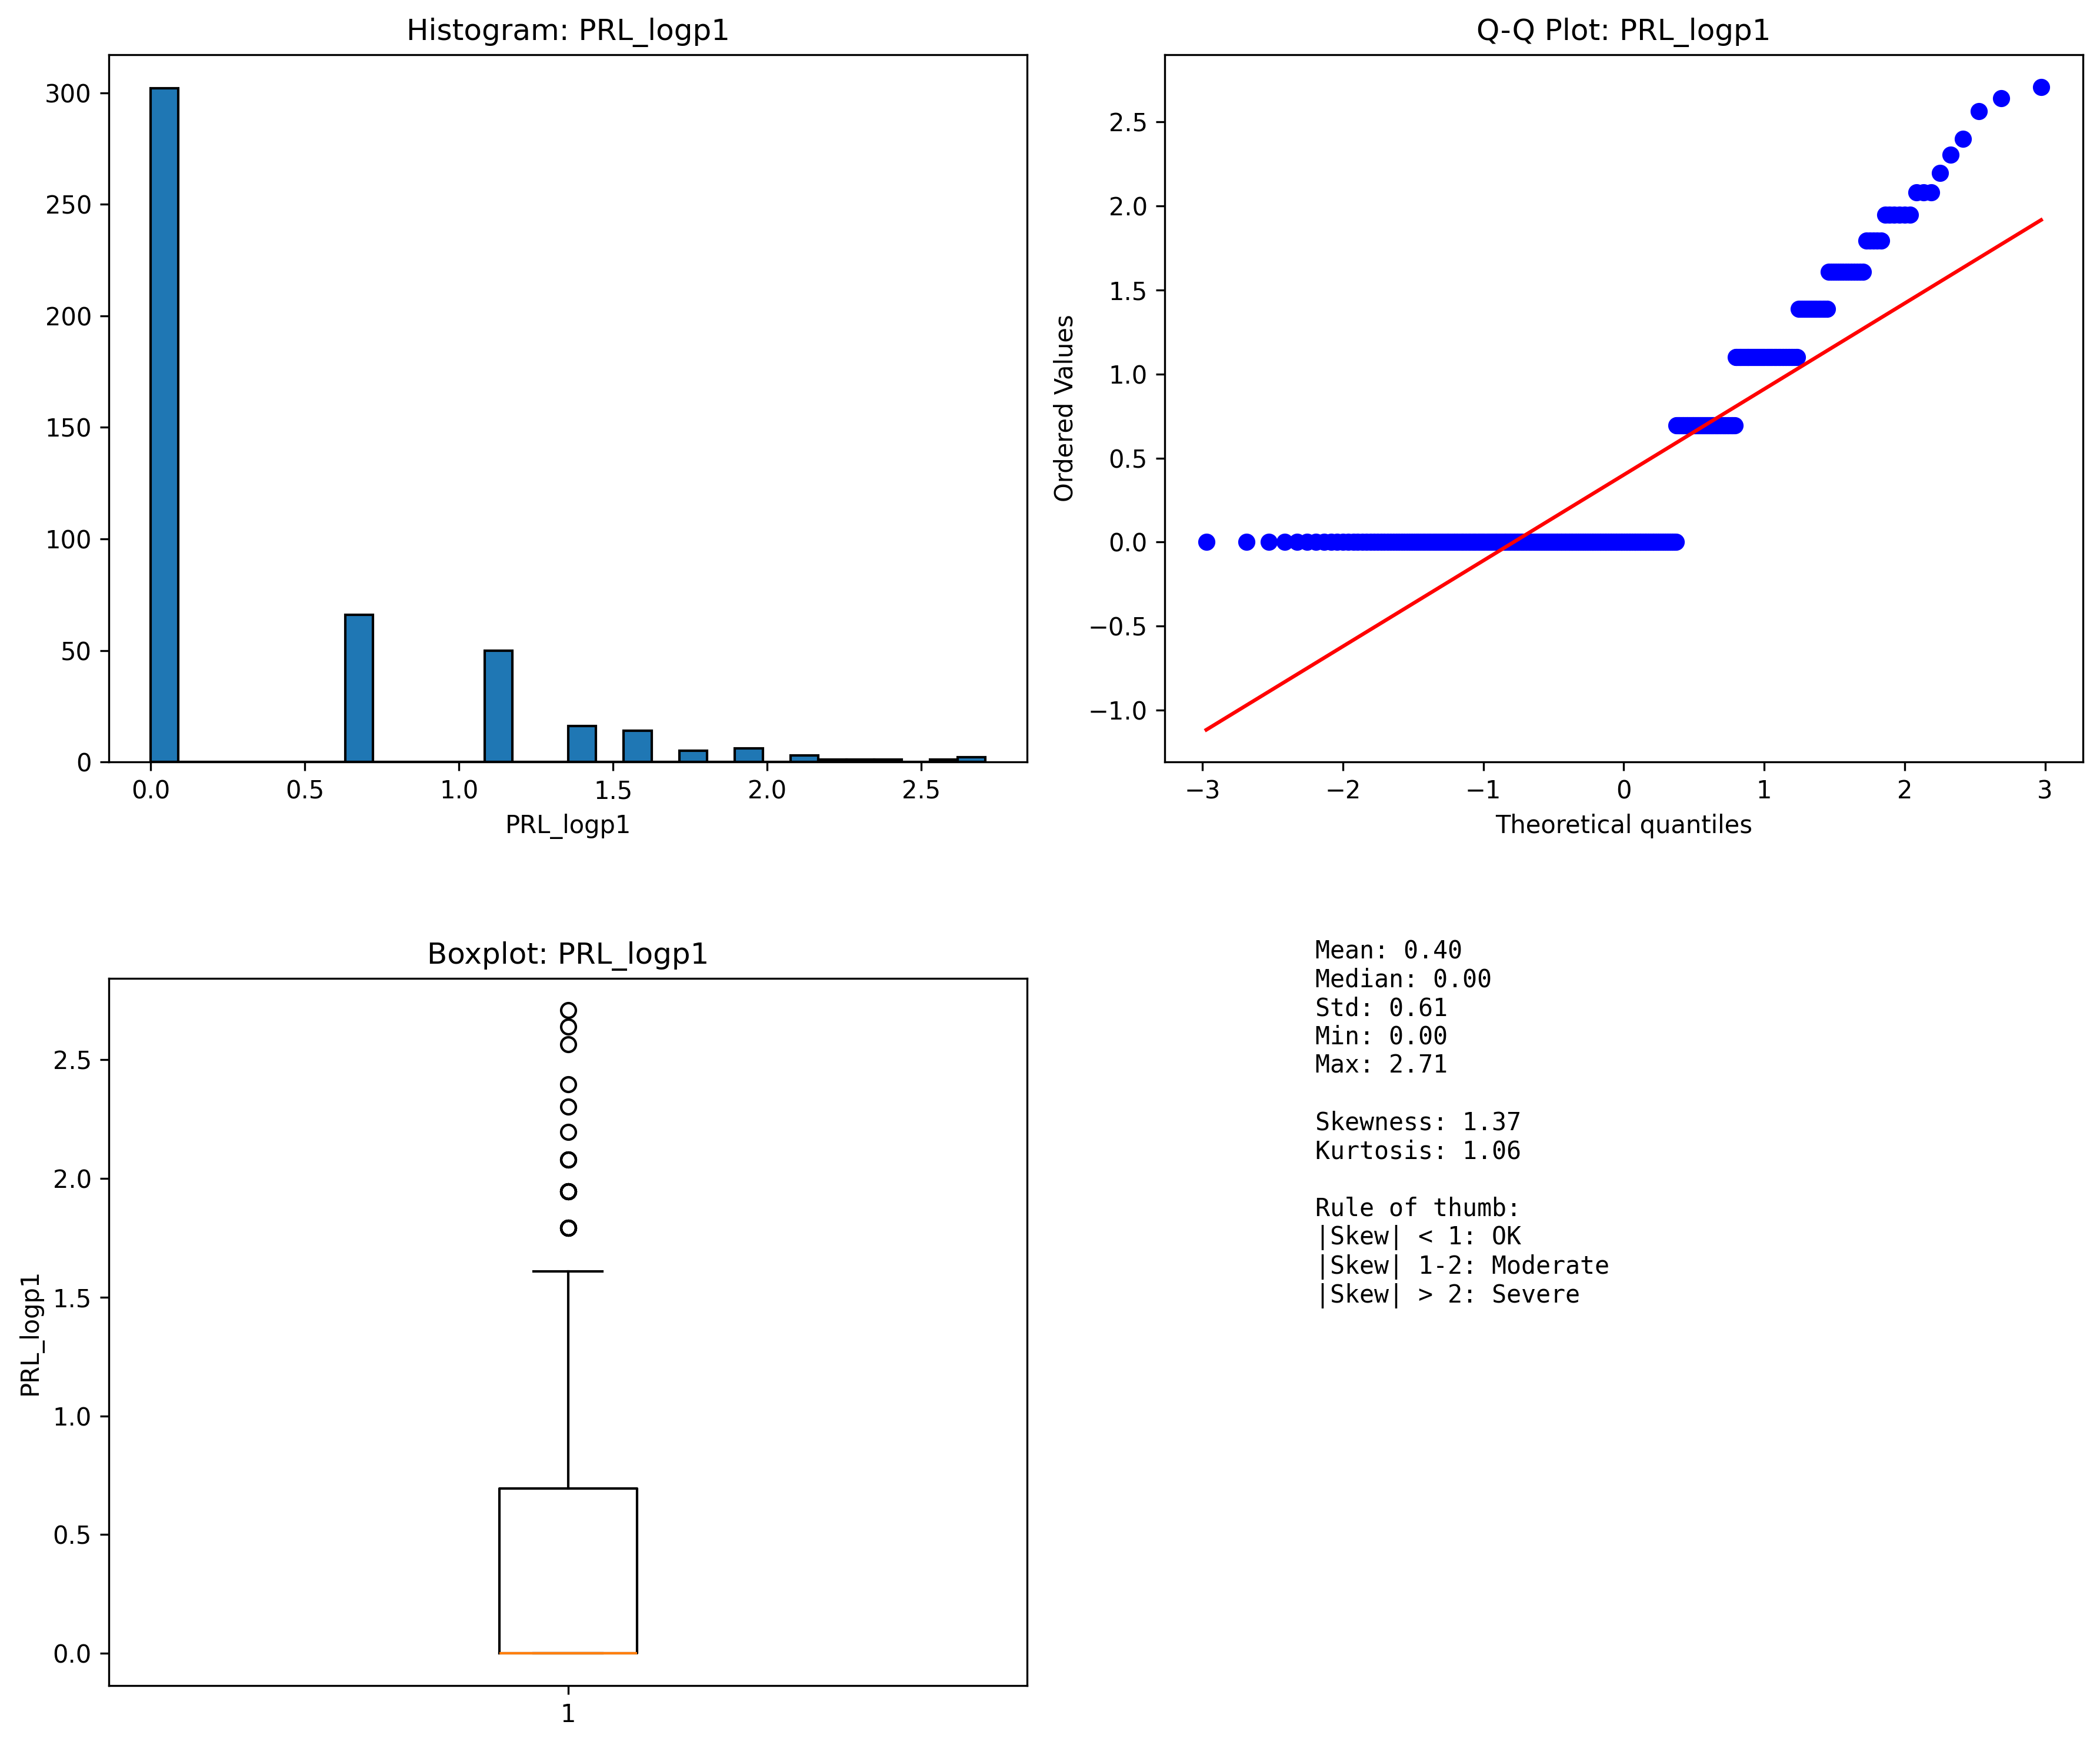 Histogram: PRL_logp1
300
250
200
150
100
50
0
0.0 0.5 1.0 1.5 2.0 2.5
PRL_logp1
Q-Q Plot: PRL_logp1
Ordered Values
2.5
2.0
1.5
1.0
0.5
0.0
−0.5
−1.0
−3 −2 −1 0 1 2 3
Theoretical quantiles
Boxplot: PRL_logp1
PRL_logp1
2.5
2.0
1.5
1.0
0.5
0.0
1
Mean: 0.40
Median: 0.00
Std: 0.61
Min: 0.00
Max: 2.71
Skewness: 1.37
Kurtosis: 1.06
Rule of thumb:
|Skew| < 1: OK
|Skew| 1-2: Moderate
|Skew| > 2: Severe